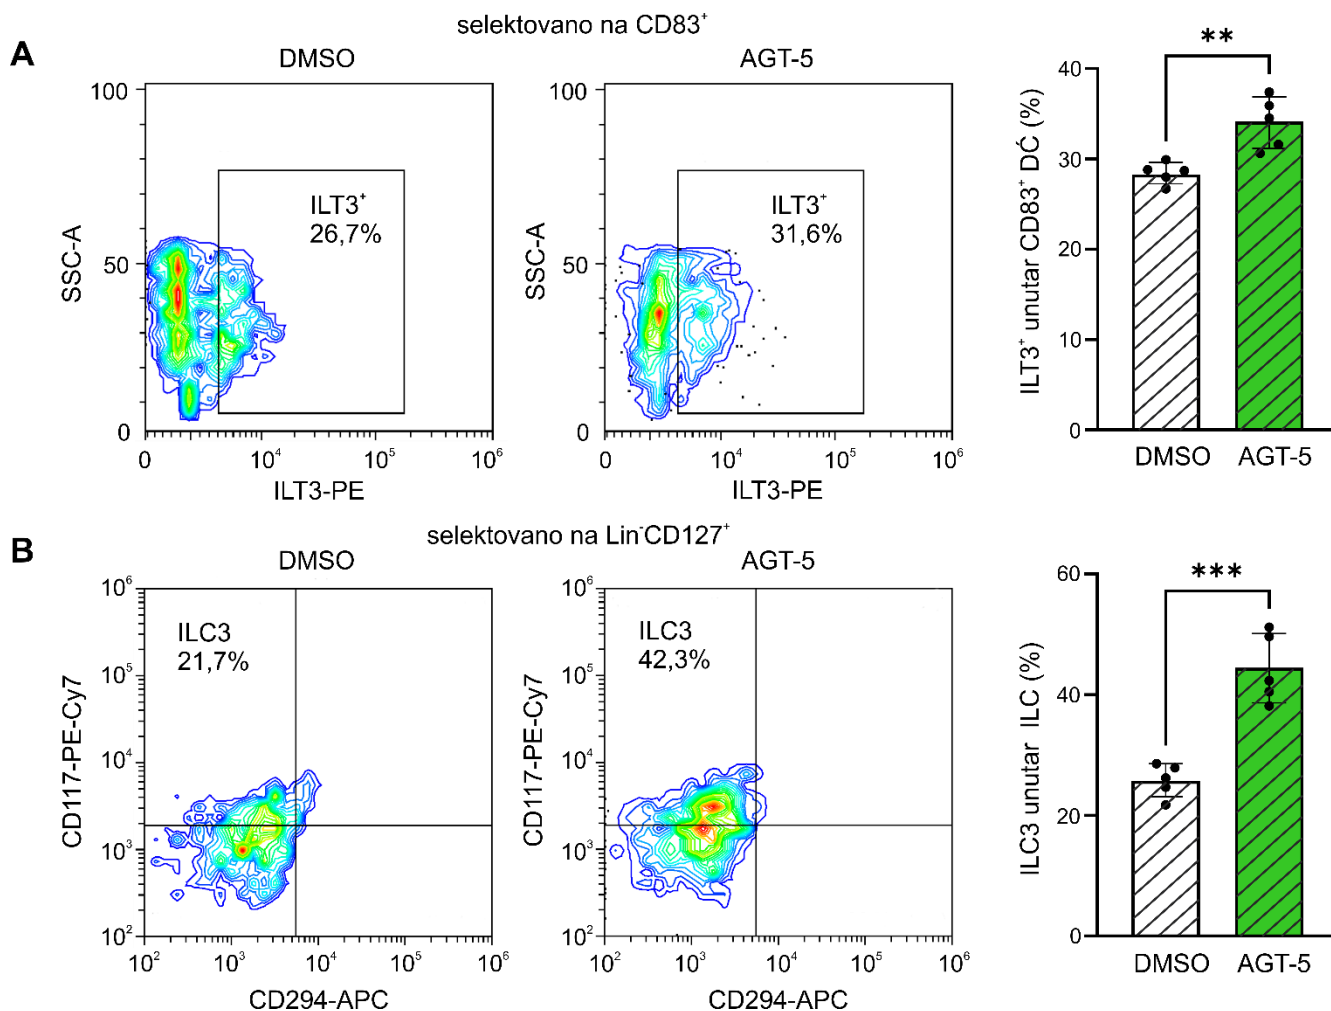 selektovano na CD83⁺
A
DMSO
AGT-5
100
50
0
SSC-A
ILT3⁺
26,7%
0
10⁴
10⁵
10⁶
ILT3-PE
100
50
0
SSC-A
ILT3⁺
31,6%
0
10⁴
10⁵
10⁶
ILT3-PE
**
40
30
20
10
0
ILT3⁺ unutar CD83⁺ DĆ (%)
DMSO
AGT-5
B
selektovano na Lin⁻CD127⁺
DMSO
AGT-5
10⁶
10⁵
10⁴
10³
10²
CD117-PE-Cy7
ILC3
21,7%
10²
10³
10⁴
10⁵
10⁶
CD294-APC
10⁶
10⁵
10⁴
10³
10²
CD117-PE-Cy7
ILC3
42,3%
10²
10³
10⁴
10⁵
10⁶
CD294-APC
***
60
40
20
0
ILC3 unutar ILC (%)
DMSO
AGT-5